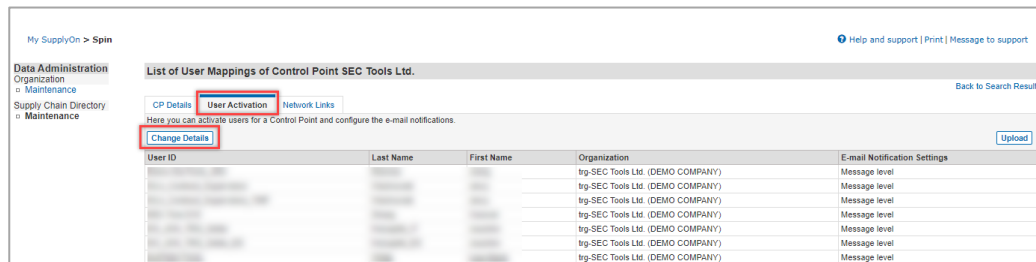 My SupplyOn > Spin
Help and support | Print | Message to support
Data Administration
Organization
Maintenance
Supply Chain Directory
Maintenance
List of User Mappings of Control Point SEC Tools Ltd.
Back to Search Result
CP Details User Activation Network Links
Here you can activate users for a Control Point and configure the e-mail notifications.
Change Details Upload
User ID Last Name First Name Organization E-mail Notification Settings
trg-SEC Tools Ltd. (DEMO COMPANY) Message level
trg-SEC Tools Ltd. (DEMO COMPANY) Message level
trg-SEC Tools Ltd. (DEMO COMPANY) Message level
trg-SEC Tools Ltd. (DEMO COMPANY) Message level
trg-SEC Tools Ltd. (DEMO COMPANY) Message level
trg-SEC Tools Ltd. (DEMO COMPANY) Message level
trg-SEC Tools Ltd. (DEMO COMPANY) Message level